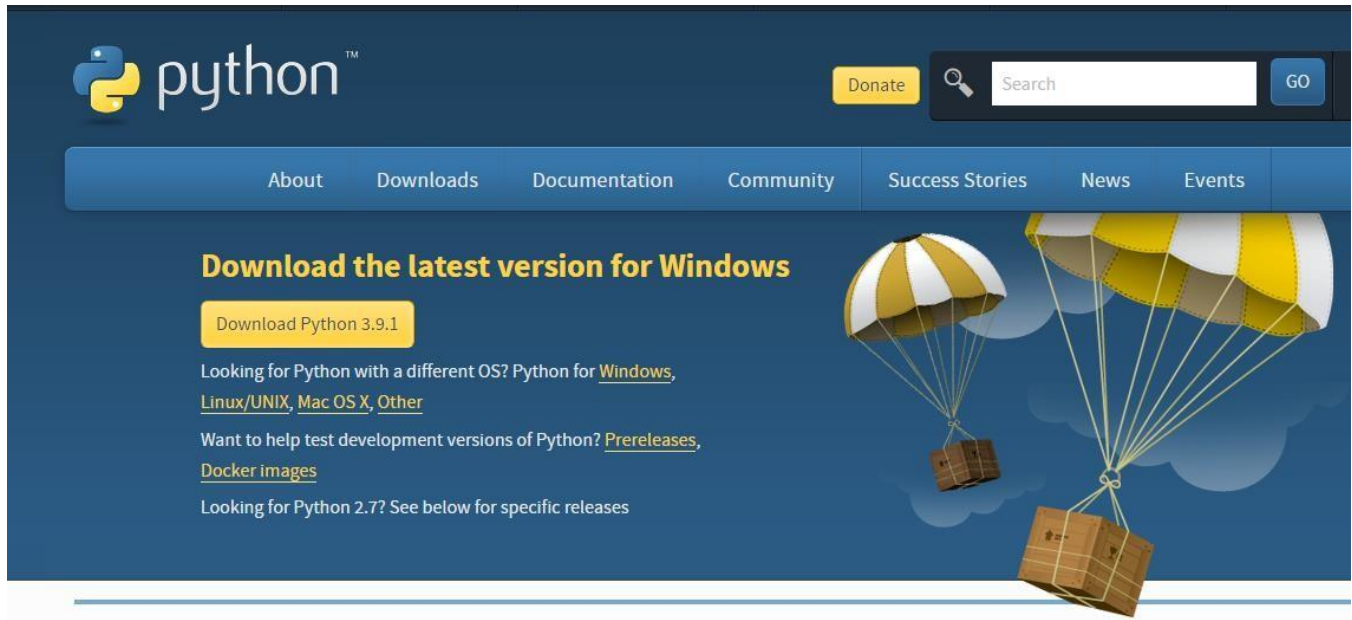 python™
Donate
Search
GO
About Downloads Documentation Community Success Stories News Events
Download the latest version for Windows
Download Python 3.9.1
Looking for Python with a different OS? Python for Windows,
Linux/UNIX, Mac OS X, Other
Want to help test development versions of Python? Prereleases,
Docker images
Looking for Python 2.7? See below for specific releases